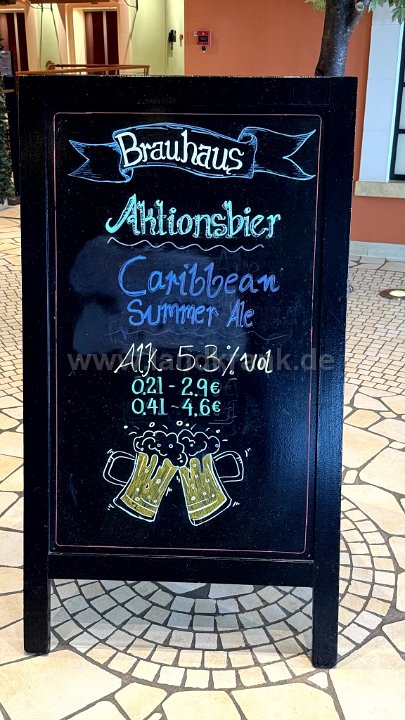 Brauhaus
Aktionsbier
Caribbean
Summer Ale
Alk 5.3 % vol
0,2l - 2.9€
0,4l - 4,6€